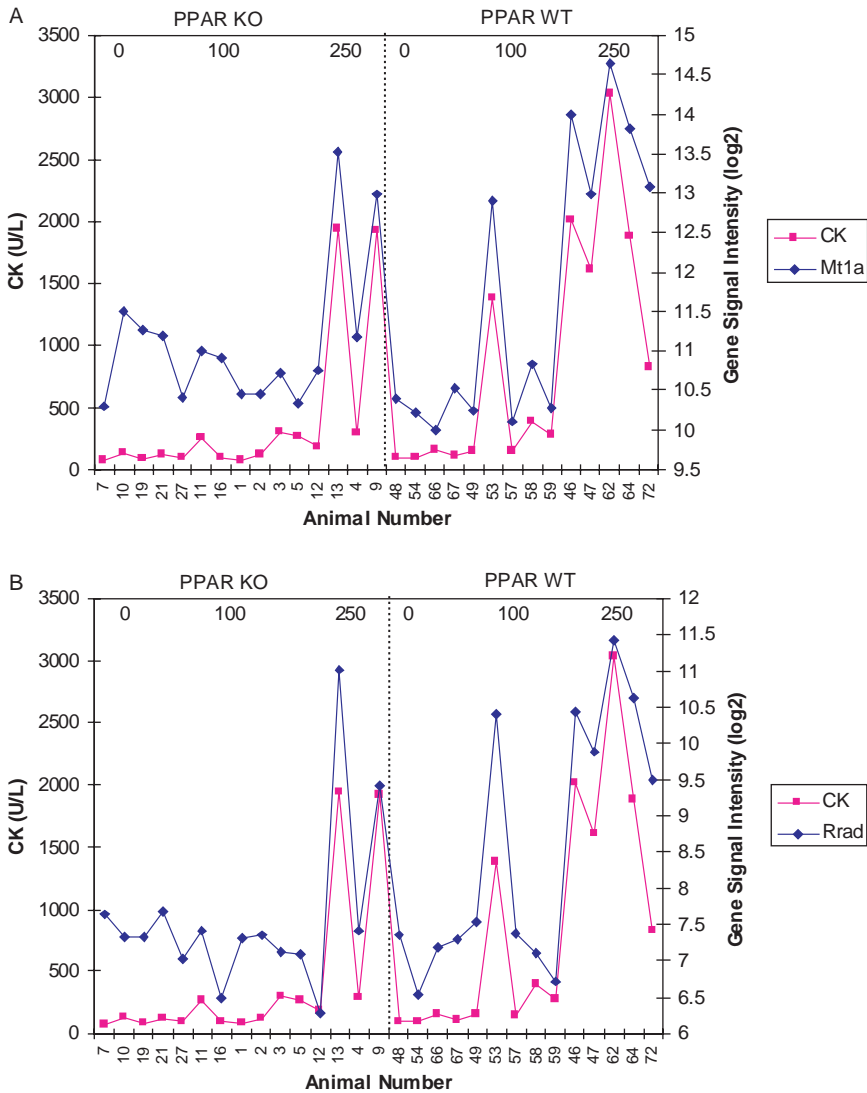 A
PPAR KO PPAR WT
0 100 250 0 100 250
3500
3000
2500
2000
1500
1000
500
0
CK (U/L)
15
14.5
14
13.5
13
12.5
12
11.5
11
10.5
10
9.5
Gene Signal Intensity (log2)
CK
Mt1a
7 10 19 21 27 11 16 1 2 3 5 12 13 4 9 48 54 66 67 49 53 57 58 59 46 47 62 64 72
Animal Number
B
PPAR KO PPAR WT
0 100 250 0 100 250
3500
3000
2500
2000
1500
1000
500
0
CK (U/L)
12
11.5
11
10.5
10
9.5
9
8.5
8
7.5
7
6.5
6
Gene Signal Intensity (log2)
CK
Rrad
7 10 19 21 27 11 16 1 2 3 5 12 13 4 9 48 54 66 67 49 53 57 58 59 46 47 62 64 72
Animal Number